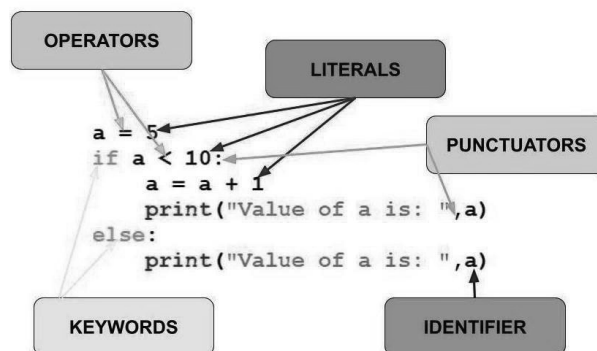 OPERATORS
LITERALS
a = 5
if a < 10:
PUNCTUATORS
a = a + 1
print("Value of a is: ",a)
else:
print("Value of a is: ",a)
KEYWORDS
IDENTIFIER